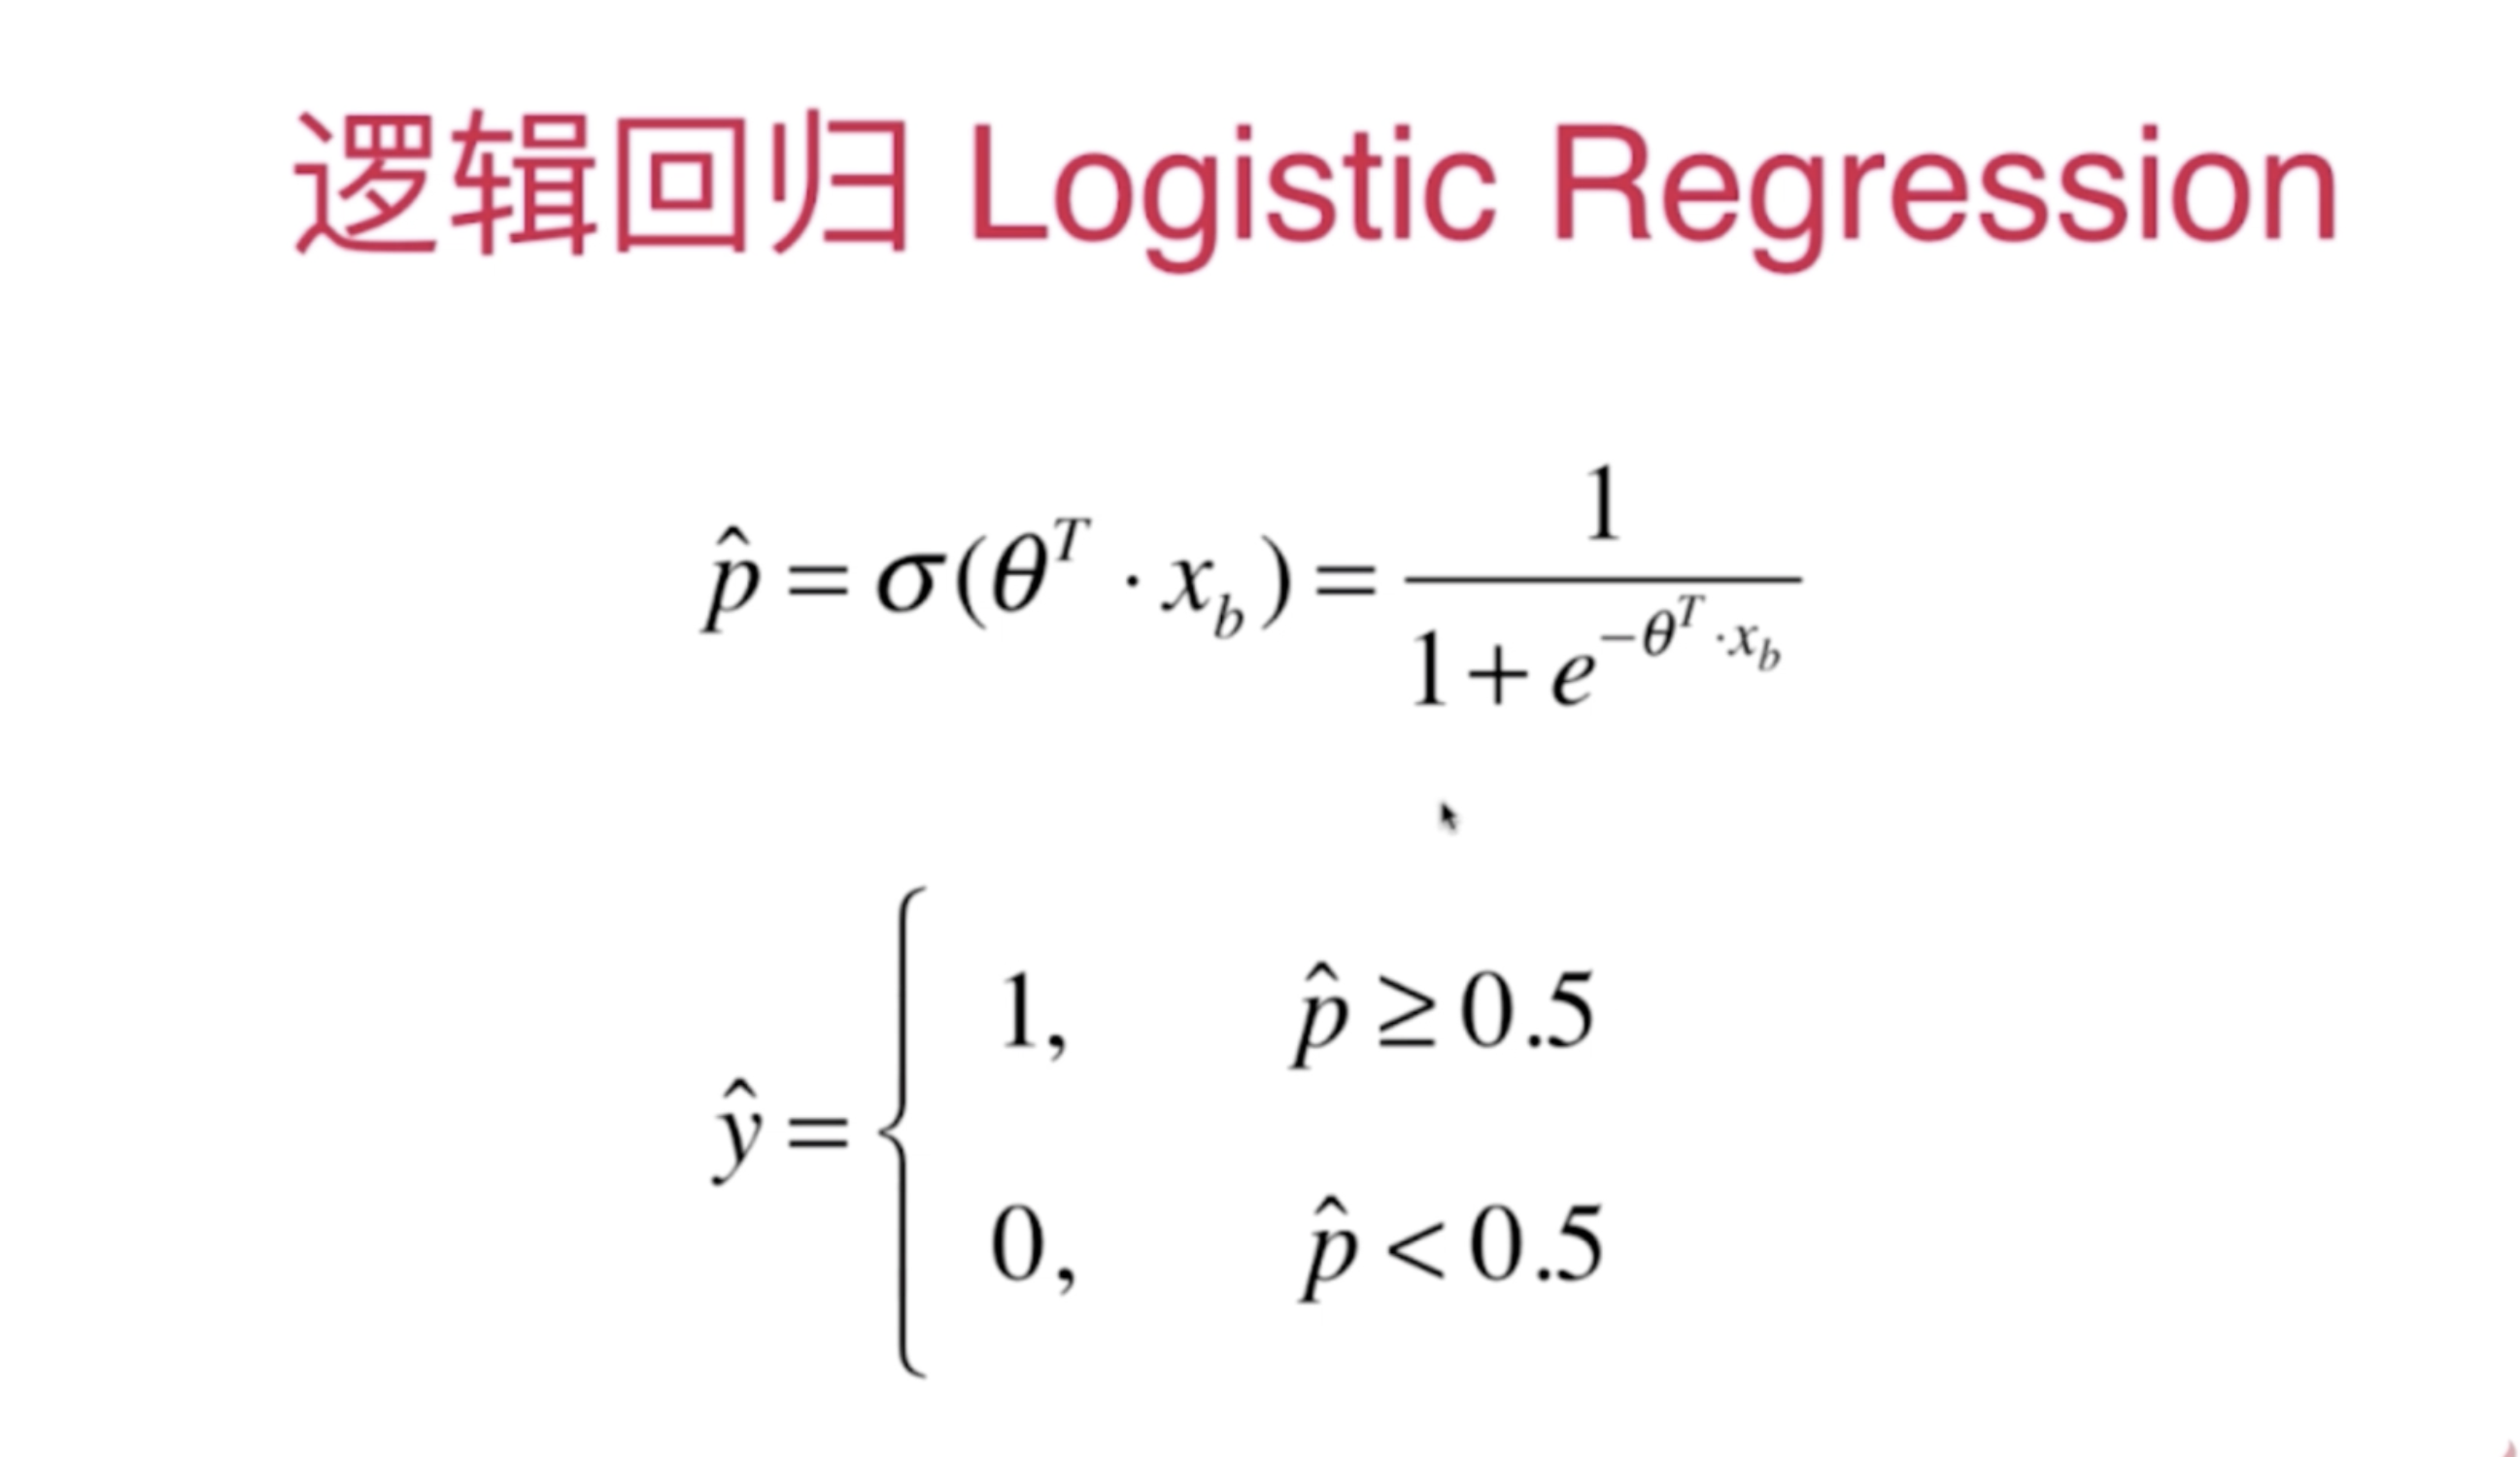 逻辑回归 Logistic Regression
p̂ = σ(θ^T · x_b) = 1 / (1 + e^(−θ^T · x_b))
ŷ = { 1, p̂ ≥ 0.5
0, p̂ < 0.5